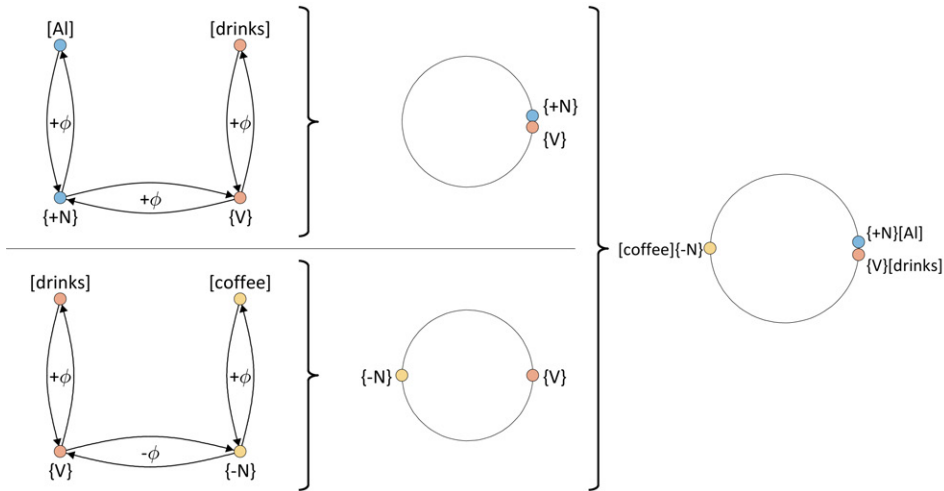 [Al] [drinks]
+ϕ +ϕ
+ϕ
{+N} {V}
{+N}
{V}
[drinks] [coffee]
+ϕ +ϕ
-ϕ
{V} {-N}
{-N} {V}
[coffee]{-N}
{+N}[Al]
{V}[drinks]